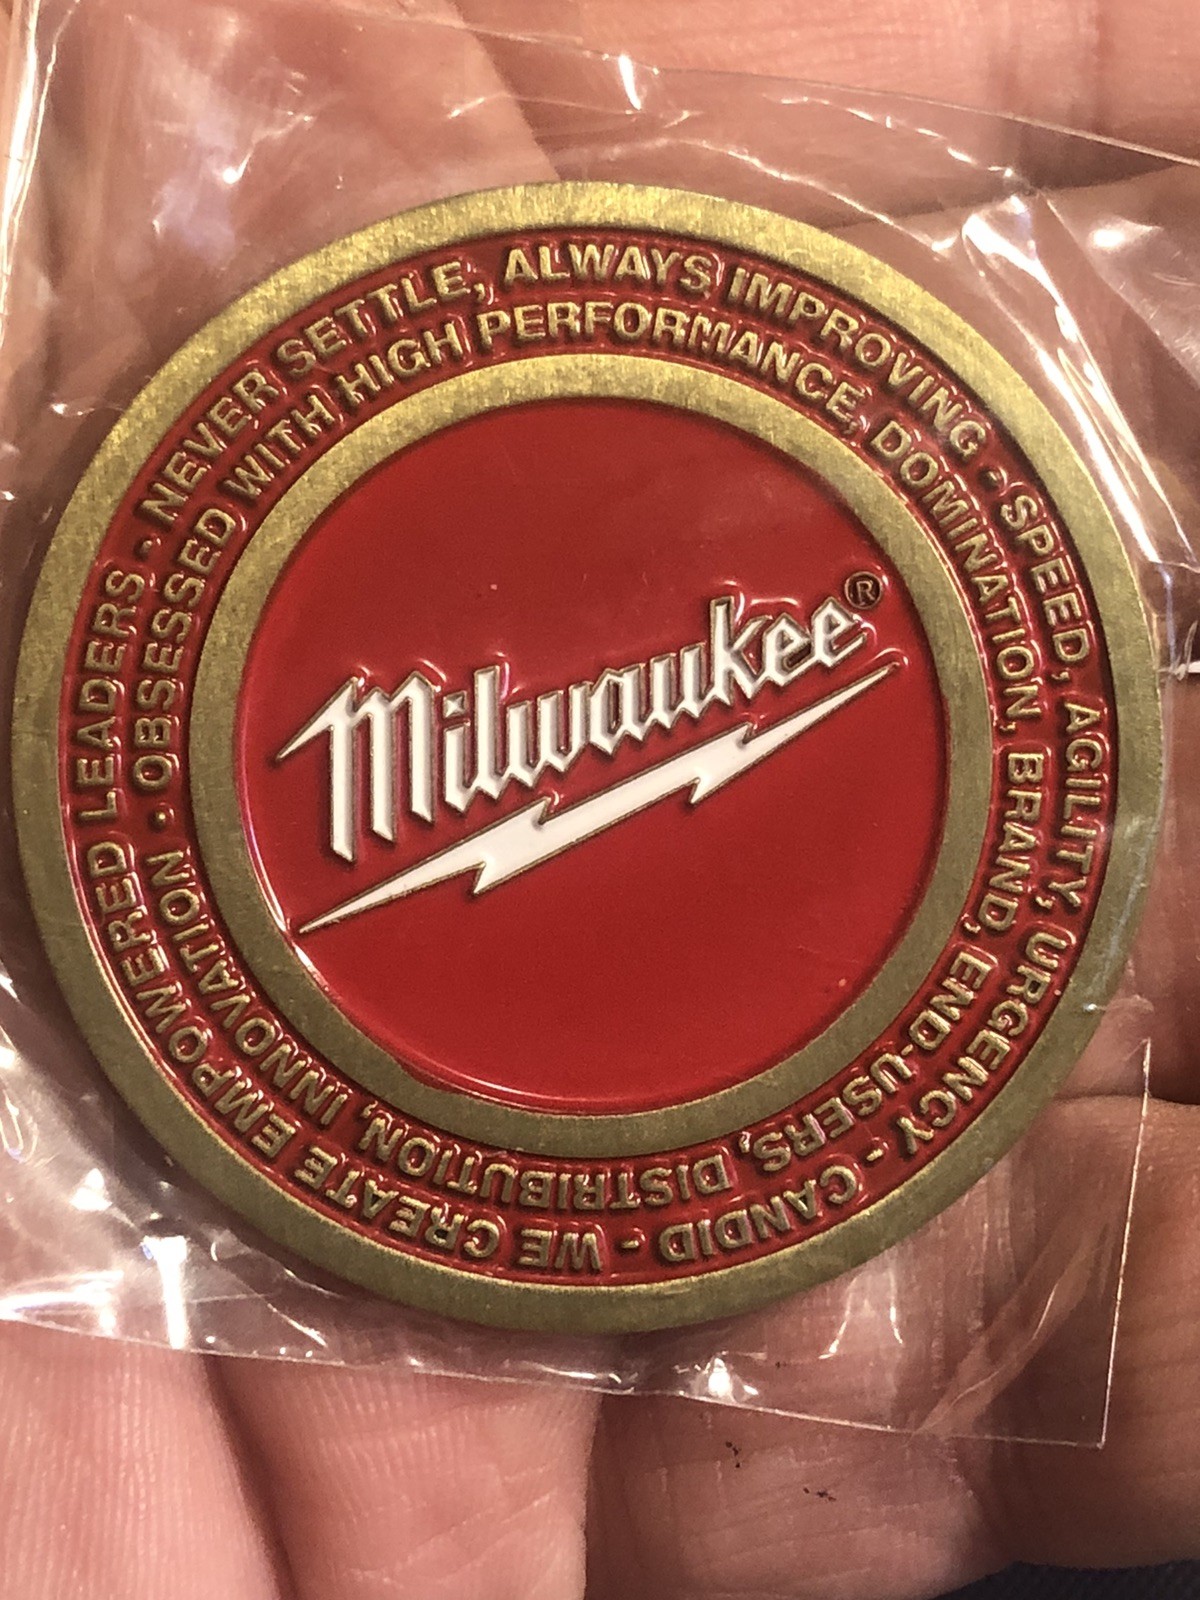 NEVER SETTLE, ALWAYS IMPROVING - SPEED, AGILITY, URGENCY - CANDID - WE CREATE EMPOWERED LEADERS -
OBSESSED WITH HIGH PERFORMANCE, DOMINATION, BRAND, END-USERS, DISTRIBUTION, INNOVATION -
Milwaukee®